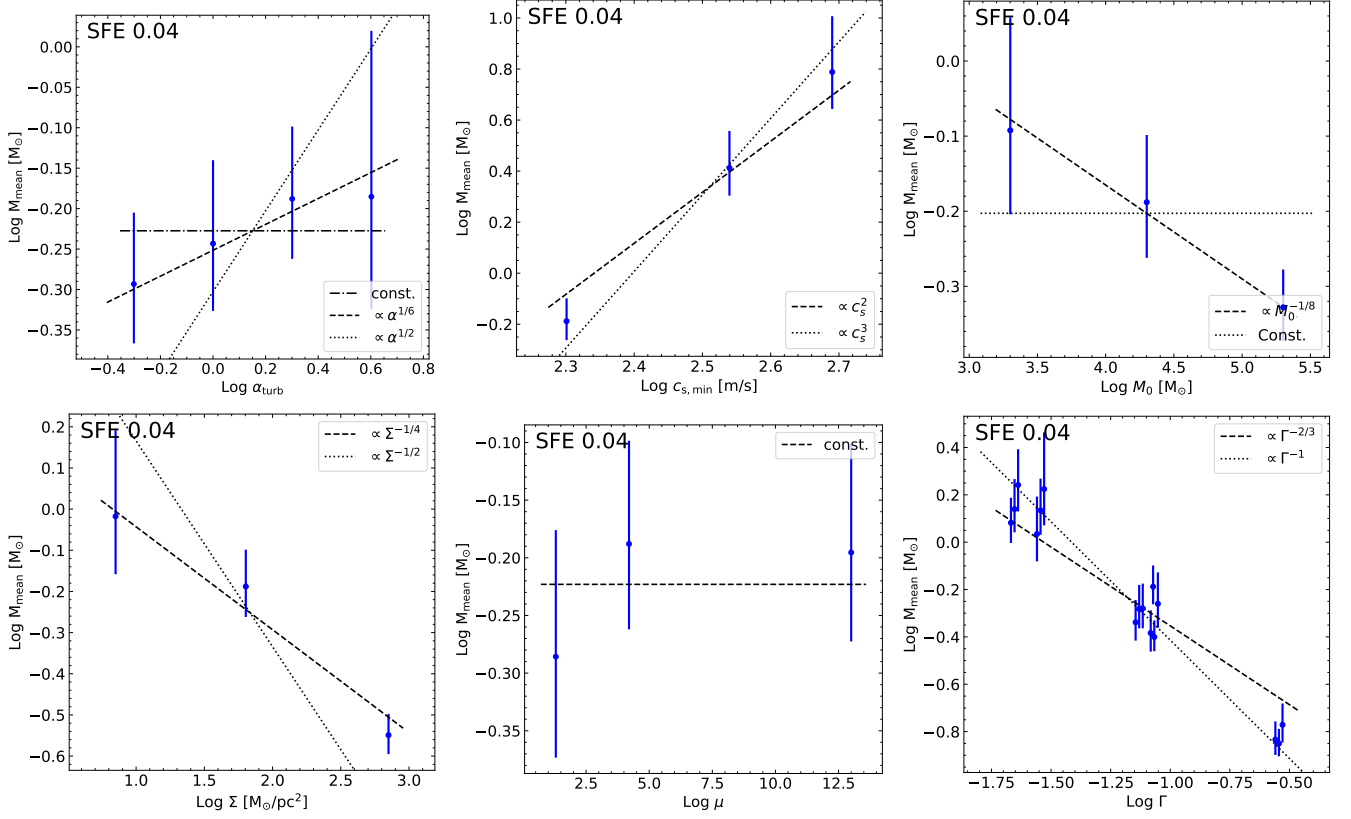 SFE 0.04
Log M_mean [M_⊙]
0.00
−0.05
−0.10
−0.15
−0.20
−0.25
−0.30
−0.35
−0.4 −0.2 0.0 0.2 0.4 0.6 0.8
Log α_turb
const.
∝ α^{1/6}
∝ α^{1/2}
SFE 0.04
Log M_mean [M_⊙]
1.0
0.8
0.6
0.4
0.2
0.0
−0.2
2.3 2.4 2.5 2.6 2.7
Log c_{s, min} [m/s]
∝ c_s^2
∝ c_s^3
SFE 0.04
Log M_mean [M_⊙]
0.0
−0.1
−0.2
−0.3
3.0 3.5 4.0 4.5 5.0 5.5
Log M_0 [M_⊙]
∝ M_0^{−1/8}
Const.
SFE 0.04
Log M_mean [M_⊙]
0.2
0.1
0.0
−0.1
−0.2
−0.3
−0.4
−0.5
−0.6
1.0 1.5 2.0 2.5 3.0
Log Σ [M_⊙/pc^2]
∝ Σ^{−1/4}
∝ Σ^{−1/2}
SFE 0.04
Log M_mean [M_⊙]
−0.10
−0.15
−0.20
−0.25
−0.30
−0.35
2.5 5.0 7.5 10.0 12.5
Log μ
const.
SFE 0.04
Log M_mean [M_⊙]
0.4
0.2
0.0
−0.2
−0.4
−0.6
−0.8
−1.75 −1.50 −1.25 −1.00 −0.75 −0.50
Log Γ
∝ Γ^{−2/3}
∝ Γ^{−1}